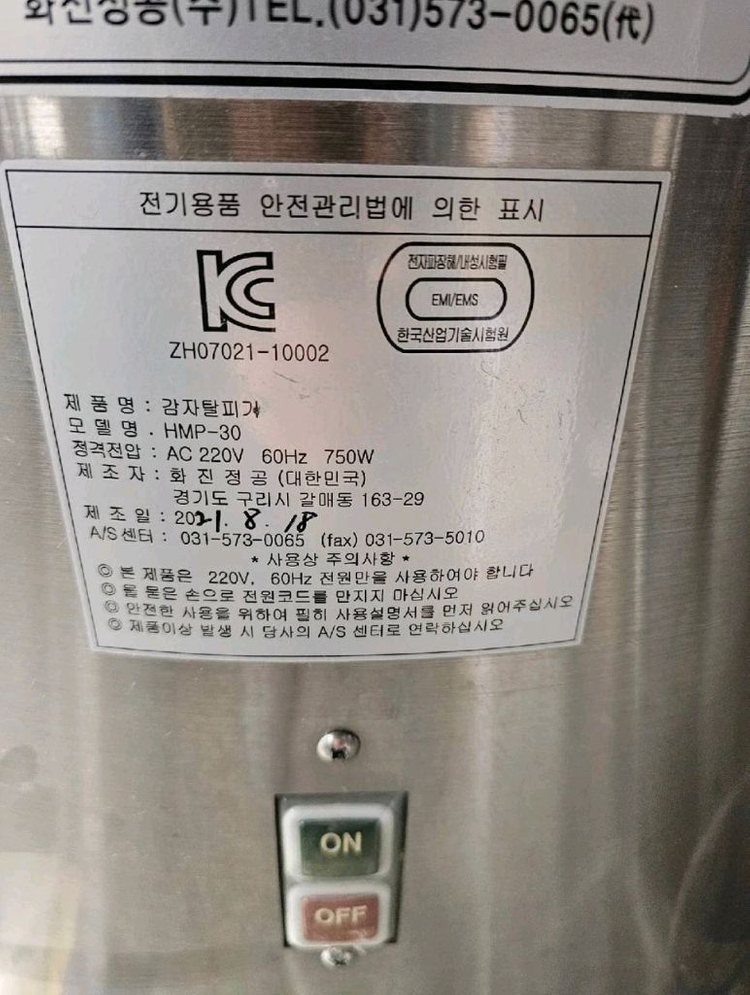 화진정공(주)TEL.(031)573-0065(代)
전기용품 안전관리법에 의한 표시
KC
전자파장해/내성시험필
EMI/EMS
한국산업기술시험원
ZH07021-10002
제 품 명 : 감자탈피기
모 델 명 . HMP-30
정격전압 : AC 220V 60Hz 750W
제 조 자 : 화 진 정 공 (대한민국)
경기도 구리시 갈매동 163-29
제 조 일 : 2021. 8. 18
A/S센터 : 031-573-0065 (fax) 031-573-5010
* 사용상 주의사항 *
◎ 본 제품은 220V, 60Hz 전원만을 사용하여야 합니다
◎ 물 묻은 손으로 전원코드를 만지지 마십시오
◎ 안전한 사용을 위하여 필히 사용설명서를 먼저 읽어주십시오
◎ 제품이상 발생 시 당사의 A/S 센터로 연락하십시오
ON
OFF